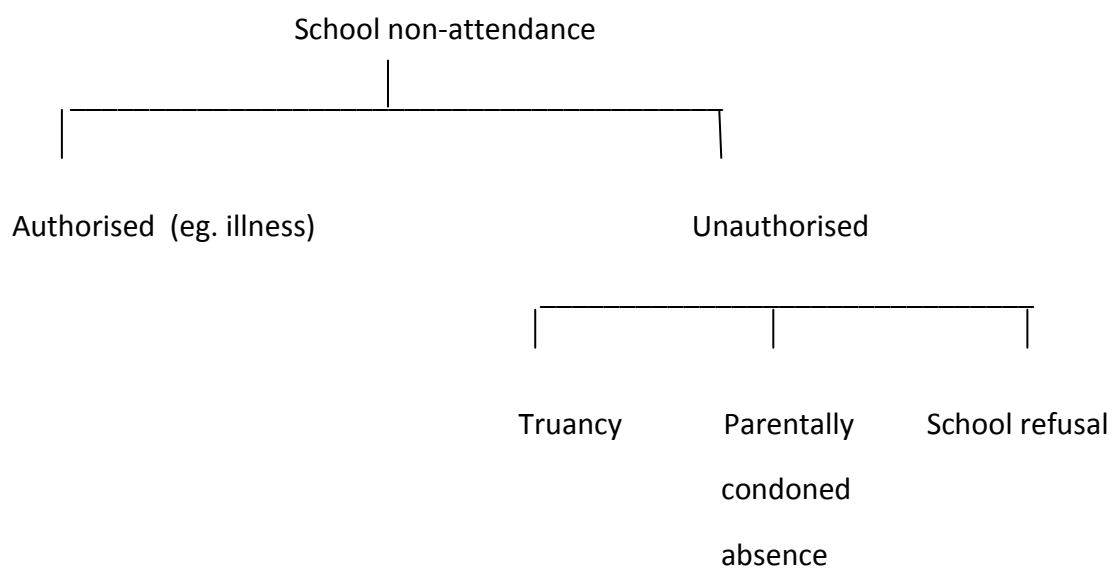 School non-attendance
Authorised  (eg. illness)
Unauthorised
Truancy
Parentally
condoned
absence
School refusal